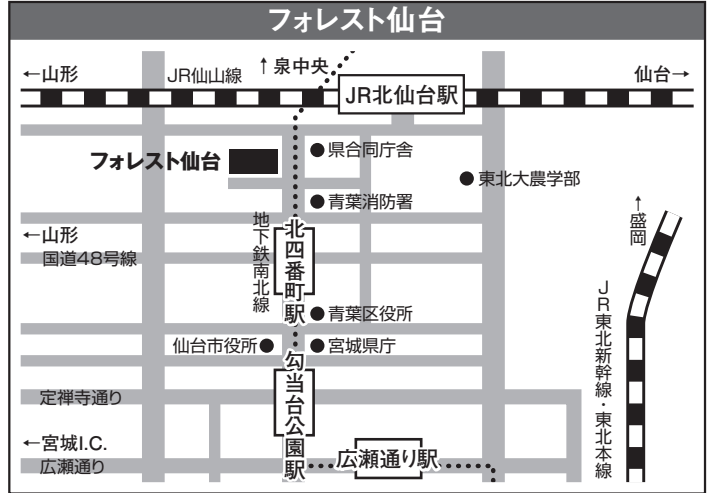 フォレスト仙台
←山形
JR仙山線
↑泉中央
仙台→
JR北仙台駅
フォレスト仙台
●県合同庁舎
●東北大農学部
●青葉消防署
↑盛岡
←山形
国道48号線
地下鉄南北線
北四番町駅
●青葉区役所
仙台市役所●
●宮城県庁
JR東北新幹線・東北本線
勾当台公園駅
定禅寺通り
←宮城I.C.
広瀬通り
広瀬通り駅